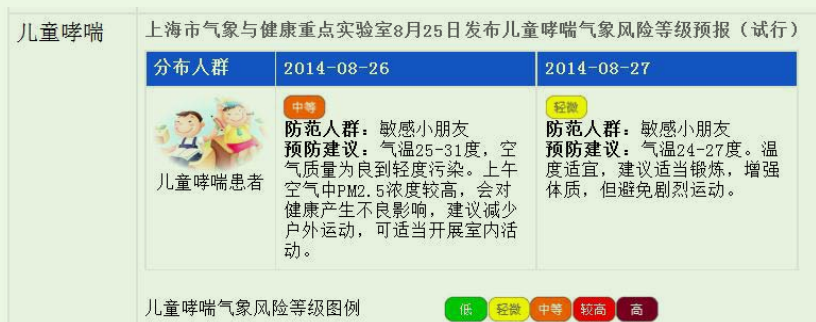 儿童哮喘
上海市气象与健康重点实验室8月25日发布儿童哮喘气象风险等级预报（试行）
分布人群
2014-08-26
2014-08-27
儿童哮喘患者
中等
防范人群：敏感小朋友
预防建议：气温25-31度，空
气质量为良到轻度污染。上午
空气中PM2.5浓度较高，会对
健康产生不良影响，建议减少
户外运动，可适当开展室内活
动。
轻微
防范人群：敏感小朋友
预防建议：气温24-27度。温
度适宜，建议适当锻炼，增强
体质，但避免剧烈运动。
儿童哮喘气象风险等级图例
低 轻微 中等 较高 高